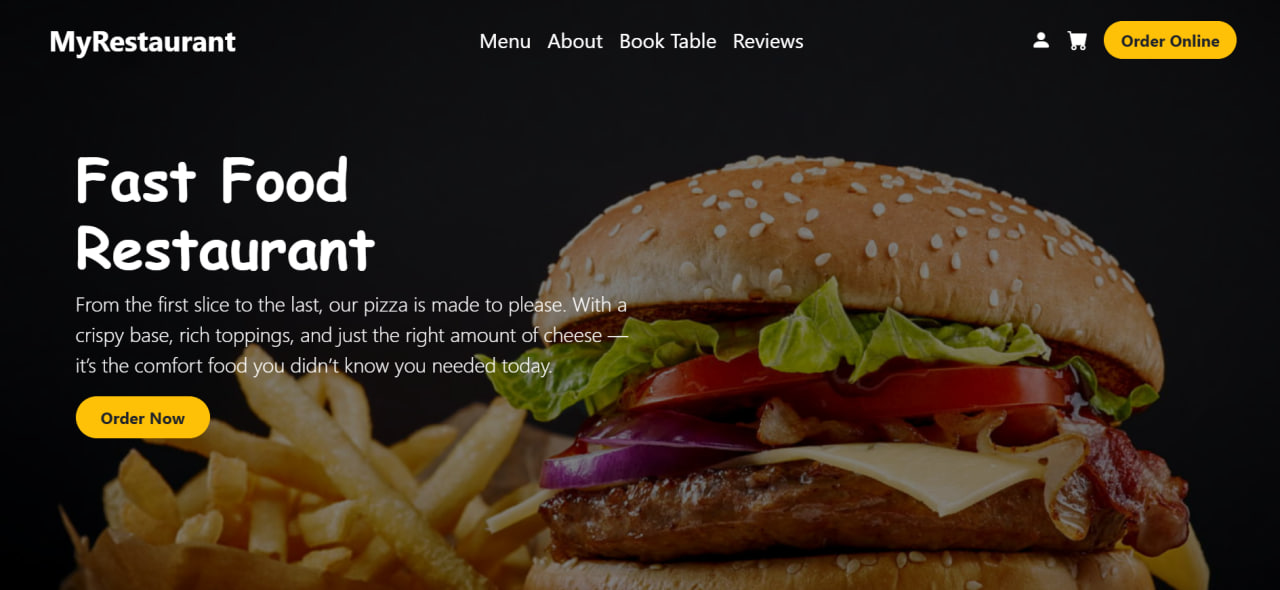 MyRestaurant
Menu About Book Table Reviews
Order Online
Fast Food
Restaurant
From the first slice to the last, our pizza is made to please. With a
crispy base, rich toppings, and just the right amount of cheese —
it’s the comfort food you didn’t know you needed today.
Order Now